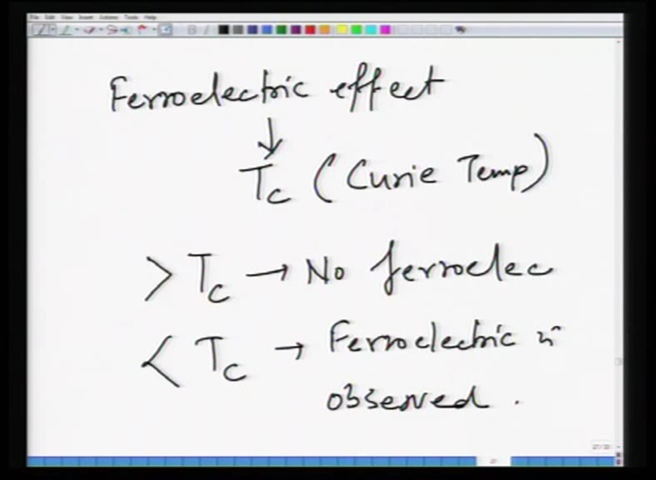 Ferroelectric effect
↓
Tc (Curie Temp)
> Tc → No ferroelec
< Tc → Ferroelectric is
observed.